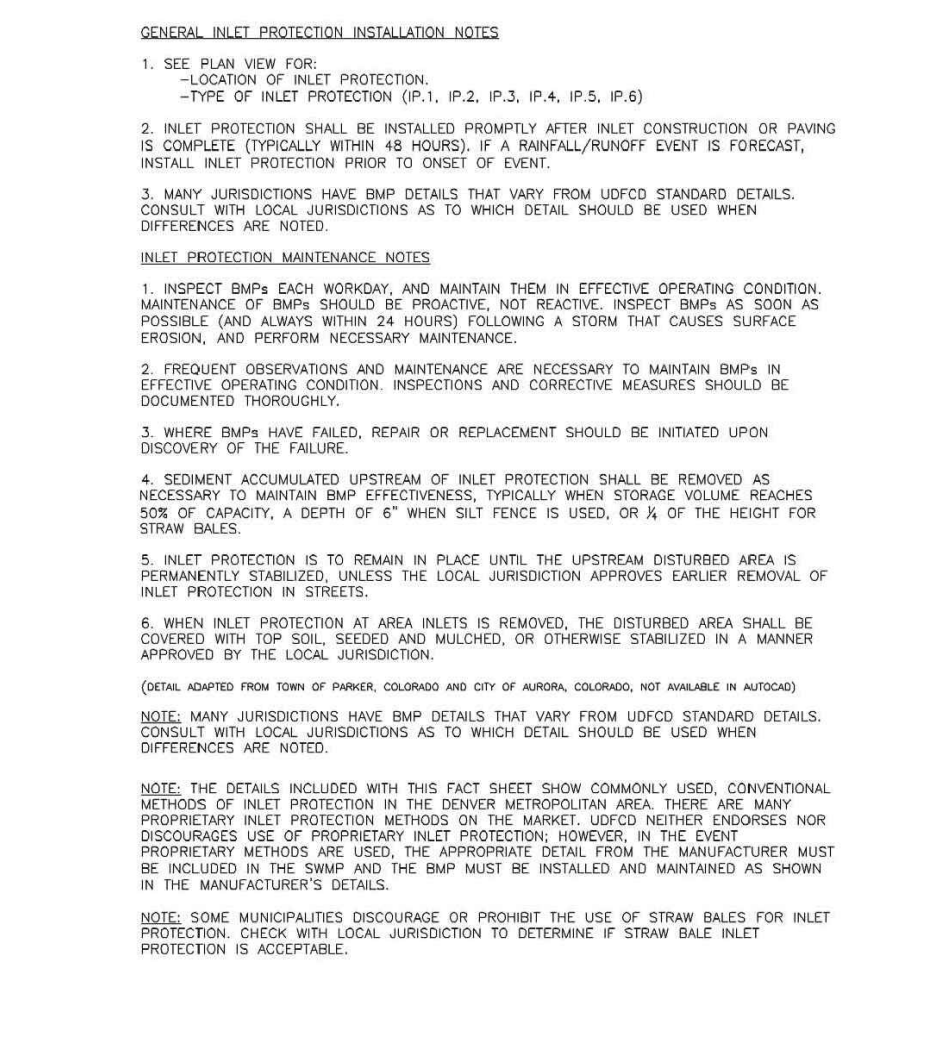 GENERAL INLET PROTECTION INSTALLATION NOTES
1. SEE PLAN VIEW FOR:
-LOCATION OF INLET PROTECTION.
-TYPE OF INLET PROTECTION (IP.1, IP.2, IP.3, IP.4, IP.5, IP.6)
2. INLET PROTECTION SHALL BE INSTALLED PROMPTLY AFTER INLET CONSTRUCTION OR PAVING
IS COMPLETE (TYPICALLY WITHIN 48 HOURS). IF A RAINFALL/RUNOFF EVENT IS FORECAST,
INSTALL INLET PROTECTION PRIOR TO ONSET OF EVENT.
3. MANY JURISDICTIONS HAVE BMP DETAILS THAT VARY FROM UDFCD STANDARD DETAILS.
CONSULT WITH LOCAL JURISDICTIONS AS TO WHICH DETAIL SHOULD BE USED WHEN
DIFFERENCES ARE NOTED.
INLET PROTECTION MAINTENANCE NOTES
1. INSPECT BMPs EACH WORKDAY, AND MAINTAIN THEM IN EFFECTIVE OPERATING CONDITION.
MAINTENANCE OF BMPs SHOULD BE PROACTIVE, NOT REACTIVE. INSPECT BMPs AS SOON AS
POSSIBLE (AND ALWAYS WITHIN 24 HOURS) FOLLOWING A STORM THAT CAUSES SURFACE
EROSION, AND PERFORM NECESSARY MAINTENANCE.
2. FREQUENT OBSERVATIONS AND MAINTENANCE ARE NECESSARY TO MAINTAIN BMPs IN
EFFECTIVE OPERATING CONDITION. INSPECTIONS AND CORRECTIVE MEASURES SHOULD BE
DOCUMENTED THOROUGHLY.
3. WHERE BMPs HAVE FAILED, REPAIR OR REPLACEMENT SHOULD BE INITIATED UPON
DISCOVERY OF THE FAILURE.
4. SEDIMENT ACCUMULATED UPSTREAM OF INLET PROTECTION SHALL BE REMOVED AS
NECESSARY TO MAINTAIN BMP EFFECTIVENESS, TYPICALLY WHEN STORAGE VOLUME REACHES
50% OF CAPACITY, A DEPTH OF 6" WHEN SILT FENCE IS USED, OR ¼ OF THE HEIGHT FOR
STRAW BALES.
5. INLET PROTECTION IS TO REMAIN IN PLACE UNTIL THE UPSTREAM DISTURBED AREA IS
PERMANENTLY STABILIZED, UNLESS THE LOCAL JURISDICTION APPROVES EARLIER REMOVAL OF
INLET PROTECTION IN STREETS.
6. WHEN INLET PROTECTION AT AREA INLETS IS REMOVED, THE DISTURBED AREA SHALL BE
COVERED WITH TOP SOIL, SEEDED AND MULCHED, OR OTHERWISE STABILIZED IN A MANNER
APPROVED BY THE LOCAL JURISDICTION.
(DETAIL ADAPTED FROM TOWN OF PARKER, COLORADO AND CITY OF AURORA, COLORADO, NOT AVAILABLE IN AUTOCAD)
NOTE: MANY JURISDICTIONS HAVE BMP DETAILS THAT VARY FROM UDFCD STANDARD DETAILS.
CONSULT WITH LOCAL JURISDICTIONS AS TO WHICH DETAIL SHOULD BE USED WHEN
DIFFERENCES ARE NOTED.
NOTE: THE DETAILS INCLUDED WITH THIS FACT SHEET SHOW COMMONLY USED, CONVENTIONAL
METHODS OF INLET PROTECTION IN THE DENVER METROPOLITAN AREA. THERE ARE MANY
PROPRIETARY INLET PROTECTION METHODS ON THE MARKET. UDFCD NEITHER ENDORSES NOR
DISCOURAGES USE OF PROPRIETARY INLET PROTECTION; HOWEVER, IN THE EVENT
PROPRIETARY METHODS ARE USED, THE APPROPRIATE DETAIL FROM THE MANUFACTURER MUST
BE INCLUDED IN THE SWMP AND THE BMP MUST BE INSTALLED AND MAINTAINED AS SHOWN
IN THE MANUFACTURER'S DETAILS.
NOTE: SOME MUNICIPALITIES DISCOURAGE OR PROHIBIT THE USE OF STRAW BALES FOR INLET
PROTECTION. CHECK WITH LOCAL JURISDICTION TO DETERMINE IF STRAW BALE INLET
PROTECTION IS ACCEPTABLE.